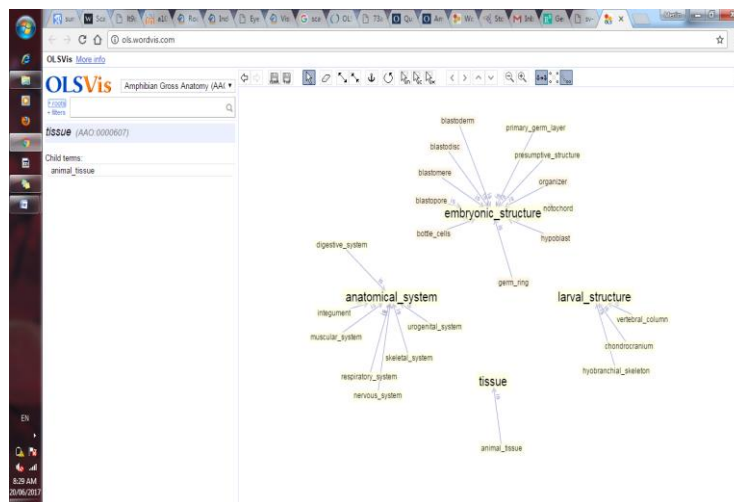 ols.wordvis.com
OLSVis More info
OLSVis Amphibian Gross Anatomy (AA(
+ filters
tissue (AAO:0000607)
Child terms:
animal_tissue
blastoderm
primary_germ_layer
blastodisc
presumptive_structure
blastomere
organizer
blastopore
notochord
embryonic_structure
bottle_cells
hypoblast
digestive_system
germ_ring
anatomical_system
larval_structure
integument
vertebral_column
urogenital_system
muscular_system
chondrocranium
skeletal_system
hyobranchial_skeleton
respiratory_system
tissue
nervous_system
animal_tissue
EN
8:29 AM
20/06/2017